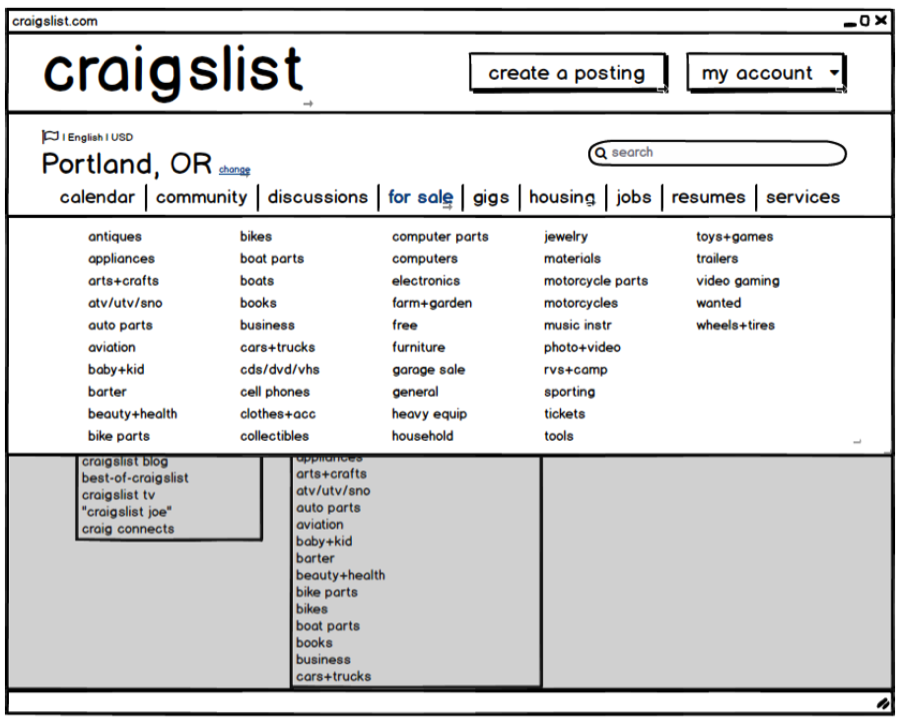 craigslist.com
craigslist
create a posting
my account
| English | USD
Portland, OR change
search
calendar | community | discussions | for sale | gigs | housing | jobs | resumes | services
antiques
appliances
arts+crafts
atv/utv/sno
auto parts
aviation
baby+kid
barter
beauty+health
bike parts
bikes
boat parts
boats
books
business
cars+trucks
cds/dvd/vhs
cell phones
clothes+acc
collectibles
computer parts
computers
electronics
farm+garden
free
furniture
garage sale
general
heavy equip
household
jewelry
materials
motorcycle parts
motorcycles
music instr
photo+video
rvs+camp
sporting
tickets
tools
toys+games
trailers
video gaming
wanted
wheels+tires
craigslist blog
best-of-craigslist
craigslist tv
"craigslist joe"
craig connects
appliances
arts+crafts
atv/utv/sno
auto parts
aviation
baby+kid
barter
beauty+health
bike parts
bikes
boat parts
books
business
cars+trucks